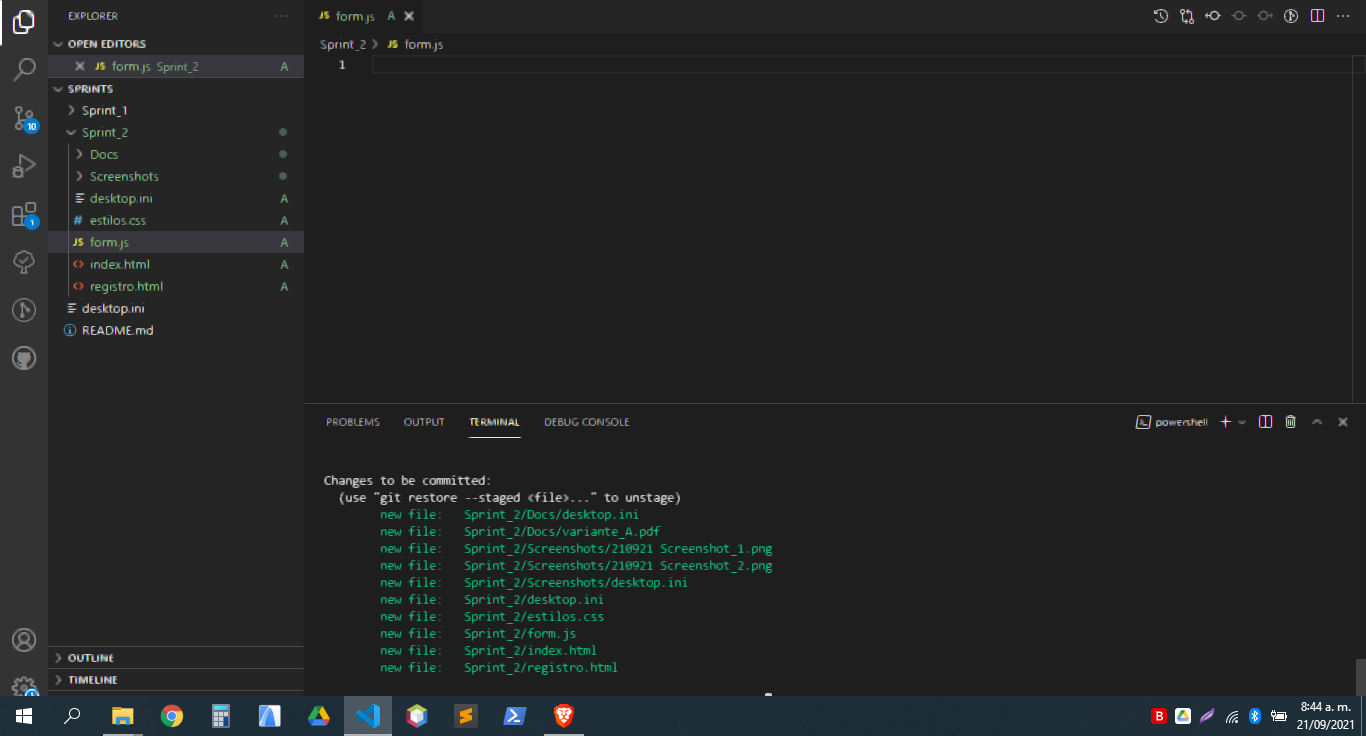 EXPLORER
OPEN EDITORS
JS form.js Sprint_2 A
SPRINTS
Sprint_1
Sprint_2
Docs
Screenshots
desktop.ini A
# estilos.css A
JS form.js A
<> index.html A
<> registro.html A
desktop.ini
README.md
OUTLINE
TIMELINE
10
1
JS form.js A
Sprint_2 > JS form.js
1
PROBLEMS OUTPUT TERMINAL DEBUG CONSOLE
powershell
Changes to be committed:
(use "git restore --staged <file>..." to unstage)
new file: Sprint_2/Docs/desktop.ini
new file: Sprint_2/Docs/variante_A.pdf
new file: Sprint_2/Screenshots/210921 Screenshot_1.png
new file: Sprint_2/Screenshots/210921 Screenshot_2.png
new file: Sprint_2/Screenshots/desktop.ini
new file: Sprint_2/desktop.ini
new file: Sprint_2/estilos.css
new file: Sprint_2/form.js
new file: Sprint_2/index.html
new file: Sprint_2/registro.html
B
8:44 a. m.
21/09/2021